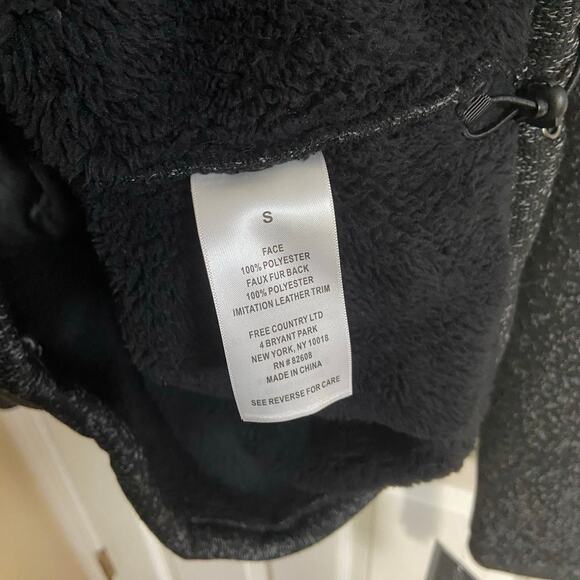 S
FACE
100% POLYESTER
FAUX FUR BACK
100% POLYESTER
IMITATION LEATHER TRIM
FREE COUNTRY LTD
4 BRYANT PARK
NEW YORK, NY 10018
RN # 82608
MADE IN CHINA
SEE REVERSE FOR CARE